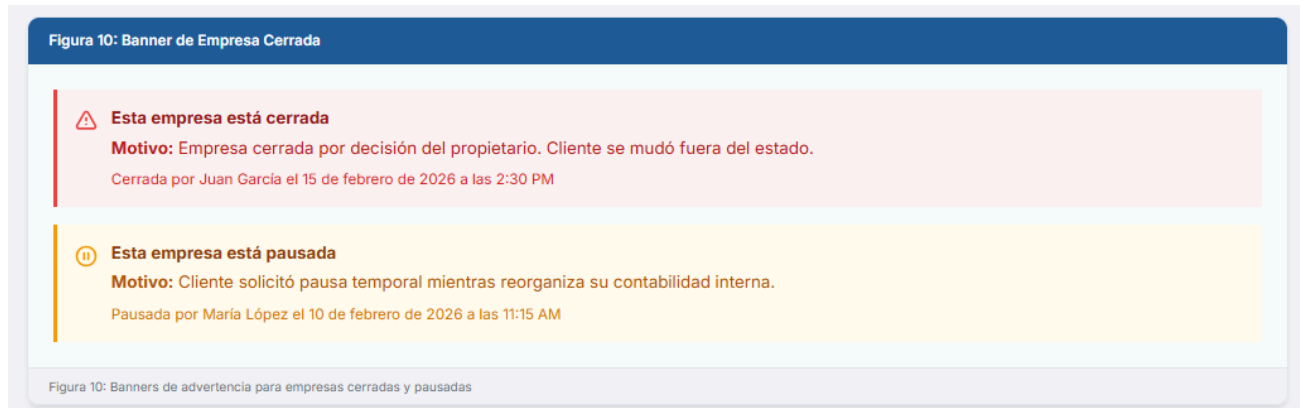 Figura 10: Banner de Empresa Cerrada
Esta empresa está cerrada
Motivo: Empresa cerrada por decisión del propietario. Cliente se mudó fuera del estado.
Cerrada por Juan García el 15 de febrero de 2026 a las 2:30 PM
Esta empresa está pausada
Motivo: Cliente solicitó pausa temporal mientras reorganiza su contabilidad interna.
Pausada por María López el 10 de febrero de 2026 a las 11:15 AM
Figura 10: Banners de advertencia para empresas cerradas y pausadas